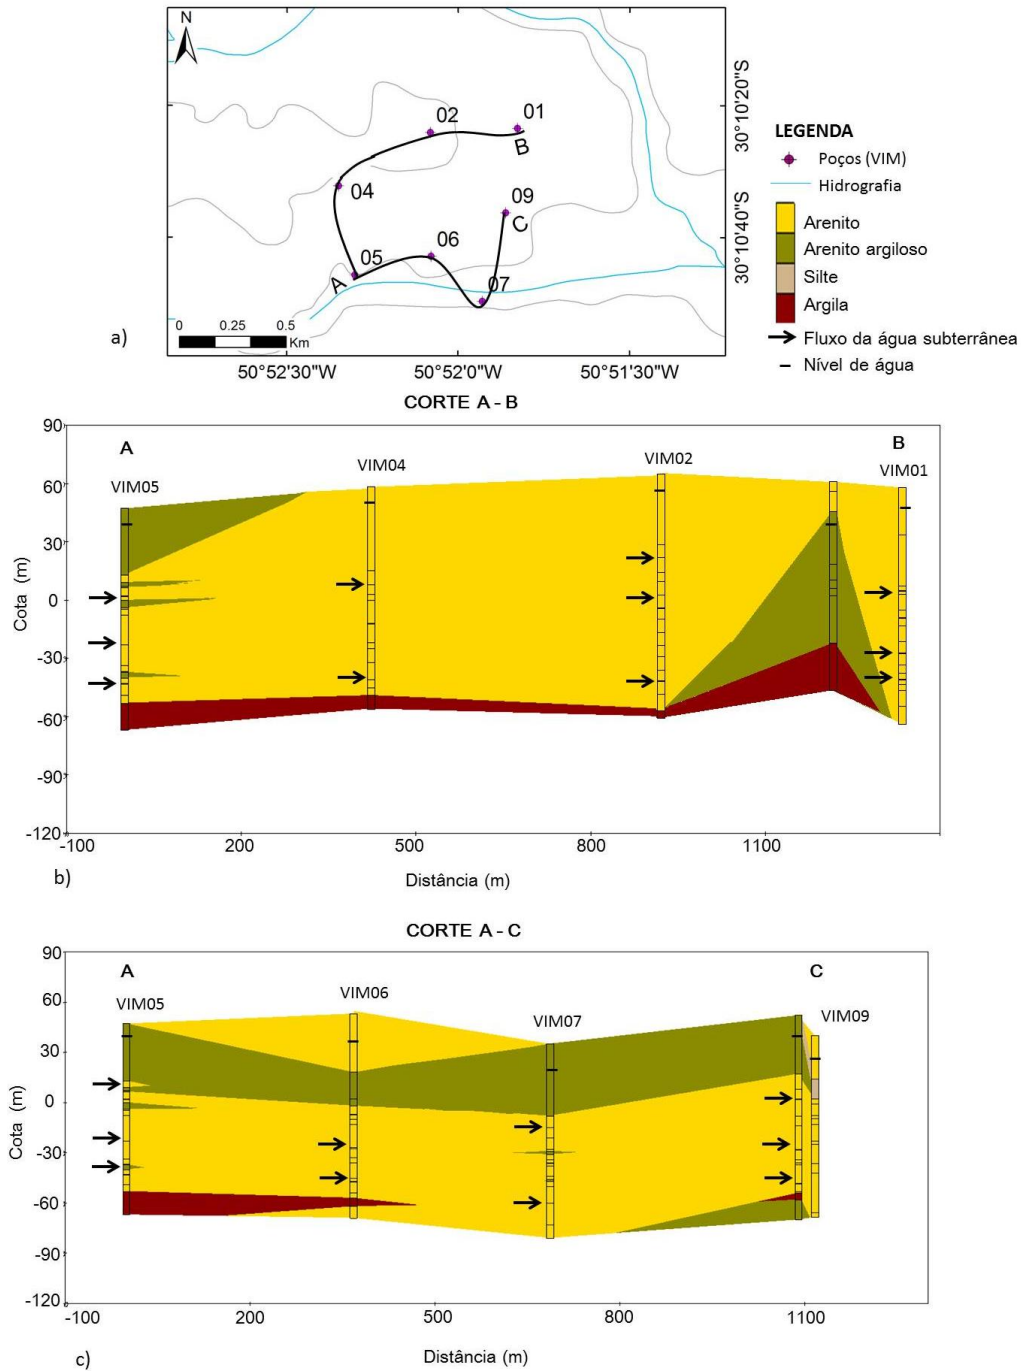 N
01
02
B
04
09
C
06
05
A
07
0 0.25 0.5
Km
a)
30°10'20"S
30°10'40"S
50°52'30"W 50°52'0"W 50°51'30"W
LEGENDA
Poços (VIM)
Hidrografia
Arenito
Arenito argiloso
Silte
Argila
Fluxo da água subterrânea
Nível de água
CORTE A - B
A B
VIM05 VIM04 VIM02 VIM01
90
60
30
0
-30
-60
-90
-120
Cota (m)
-100 200 500 800 1100
Distância (m)
b)
CORTE A - C
A C
VIM05 VIM06 VIM07 VIM09
90
60
30
0
-30
-60
-90
-120
Cota (m)
-100 200 500 800 1100
Distância (m)
c)